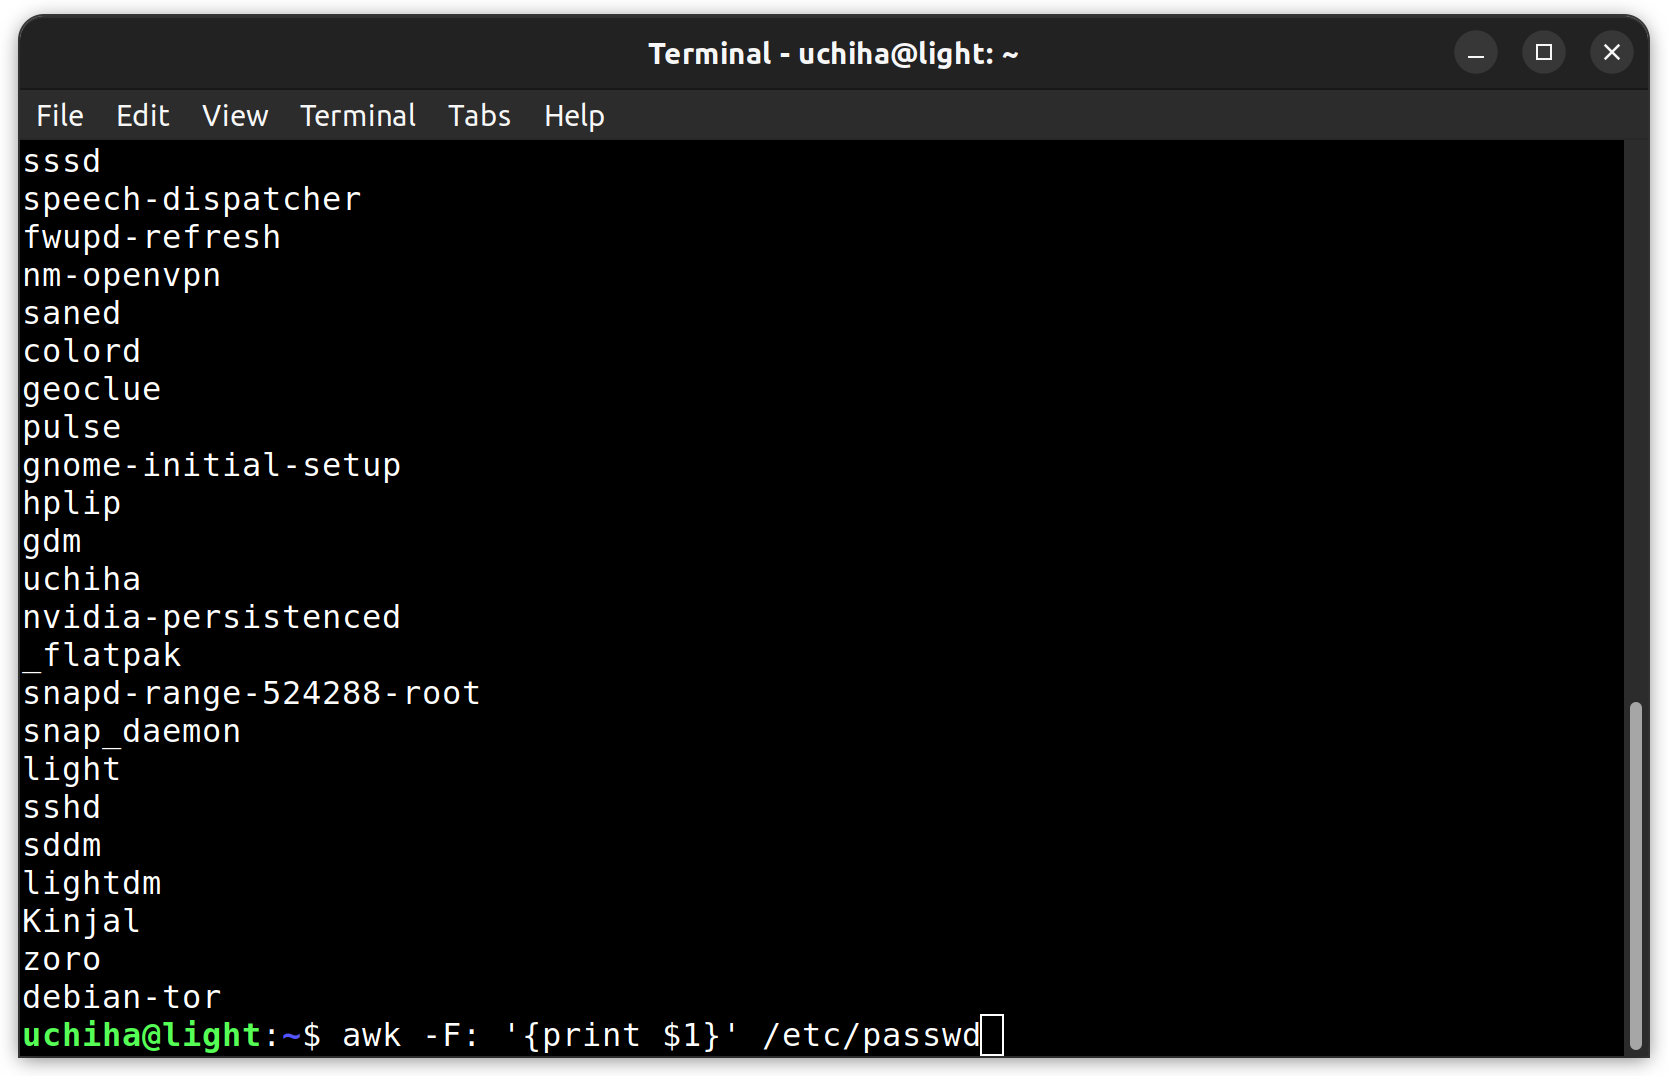 Terminal - uchiha@light: ~
File Edit View Terminal Tabs Help
sssd
speech-dispatcher
fwupd-refresh
nm-openvpn
saned
colord
geoclue
pulse
gnome-initial-setup
hplip
gdm
uchiha
nvidia-persistenced
_flatpak
snapd-range-524288-root
snap_daemon
light
sshd
sddm
lightdm
Kinjal
zoro
debian-tor
uchiha@light:~$ awk -F: '{print $1}' /etc/passwd